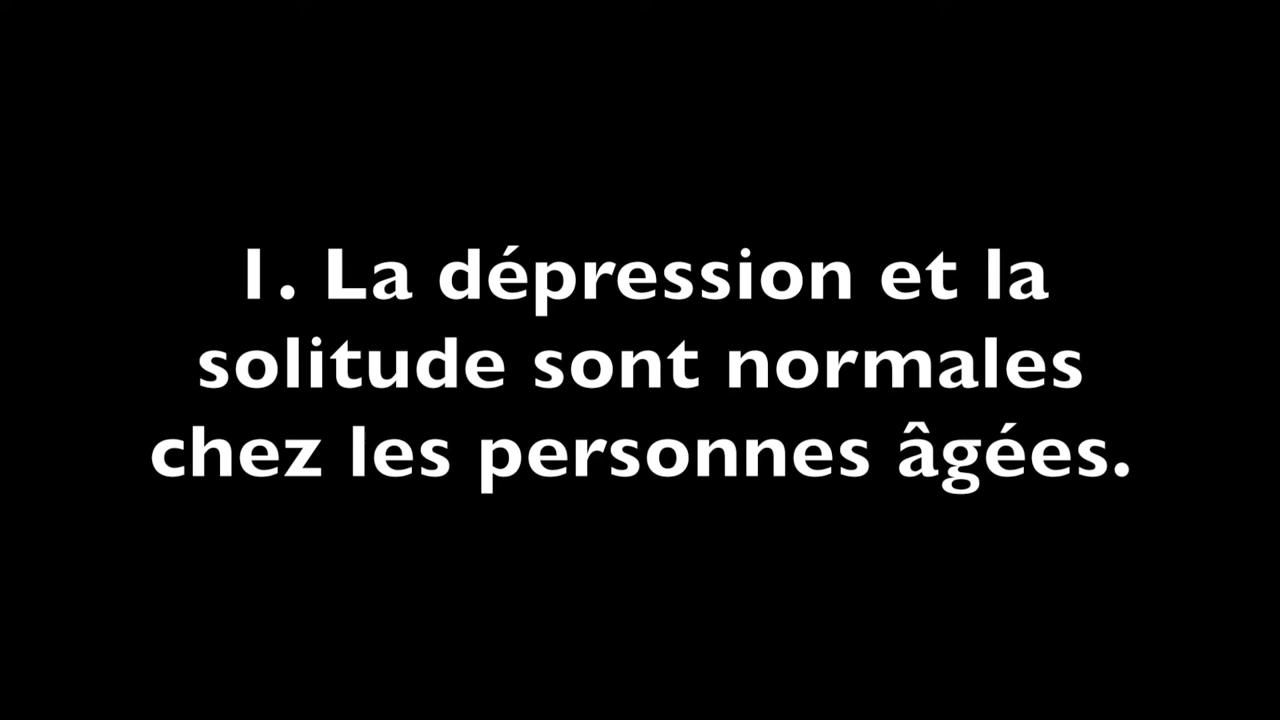 1. La dépression et la
solitude sont normales
chez les personnes âgées.